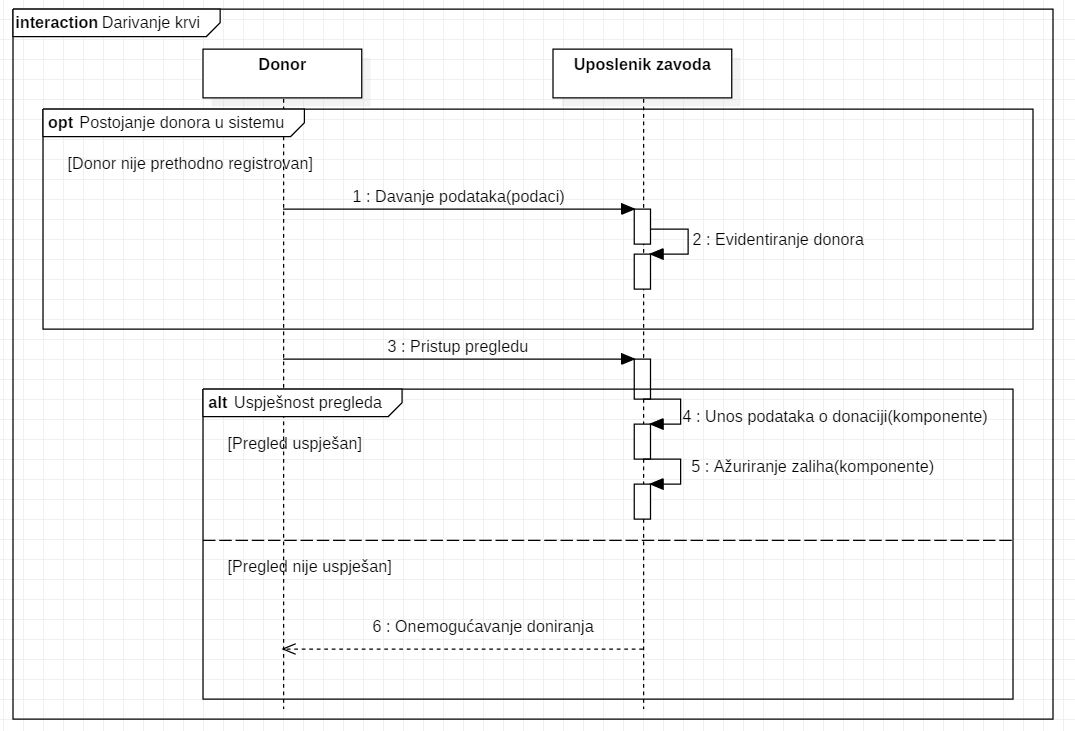 interaction Darivanje krvi
Donor
Uposlenik zavoda
opt Postojanje donora u sistemu
[Donor nije prethodno registrovan]
1 : Davanje podataka(podaci)
2 : Evidentiranje donora
3 : Pristup pregledu
alt Uspješnost pregleda
4 : Unos podataka o donaciji(komponente)
[Pregled uspješan]
5 : Ažuriranje zaliha(komponente)
[Pregled nije uspješan]
6 : Onemogućavanje doniranja